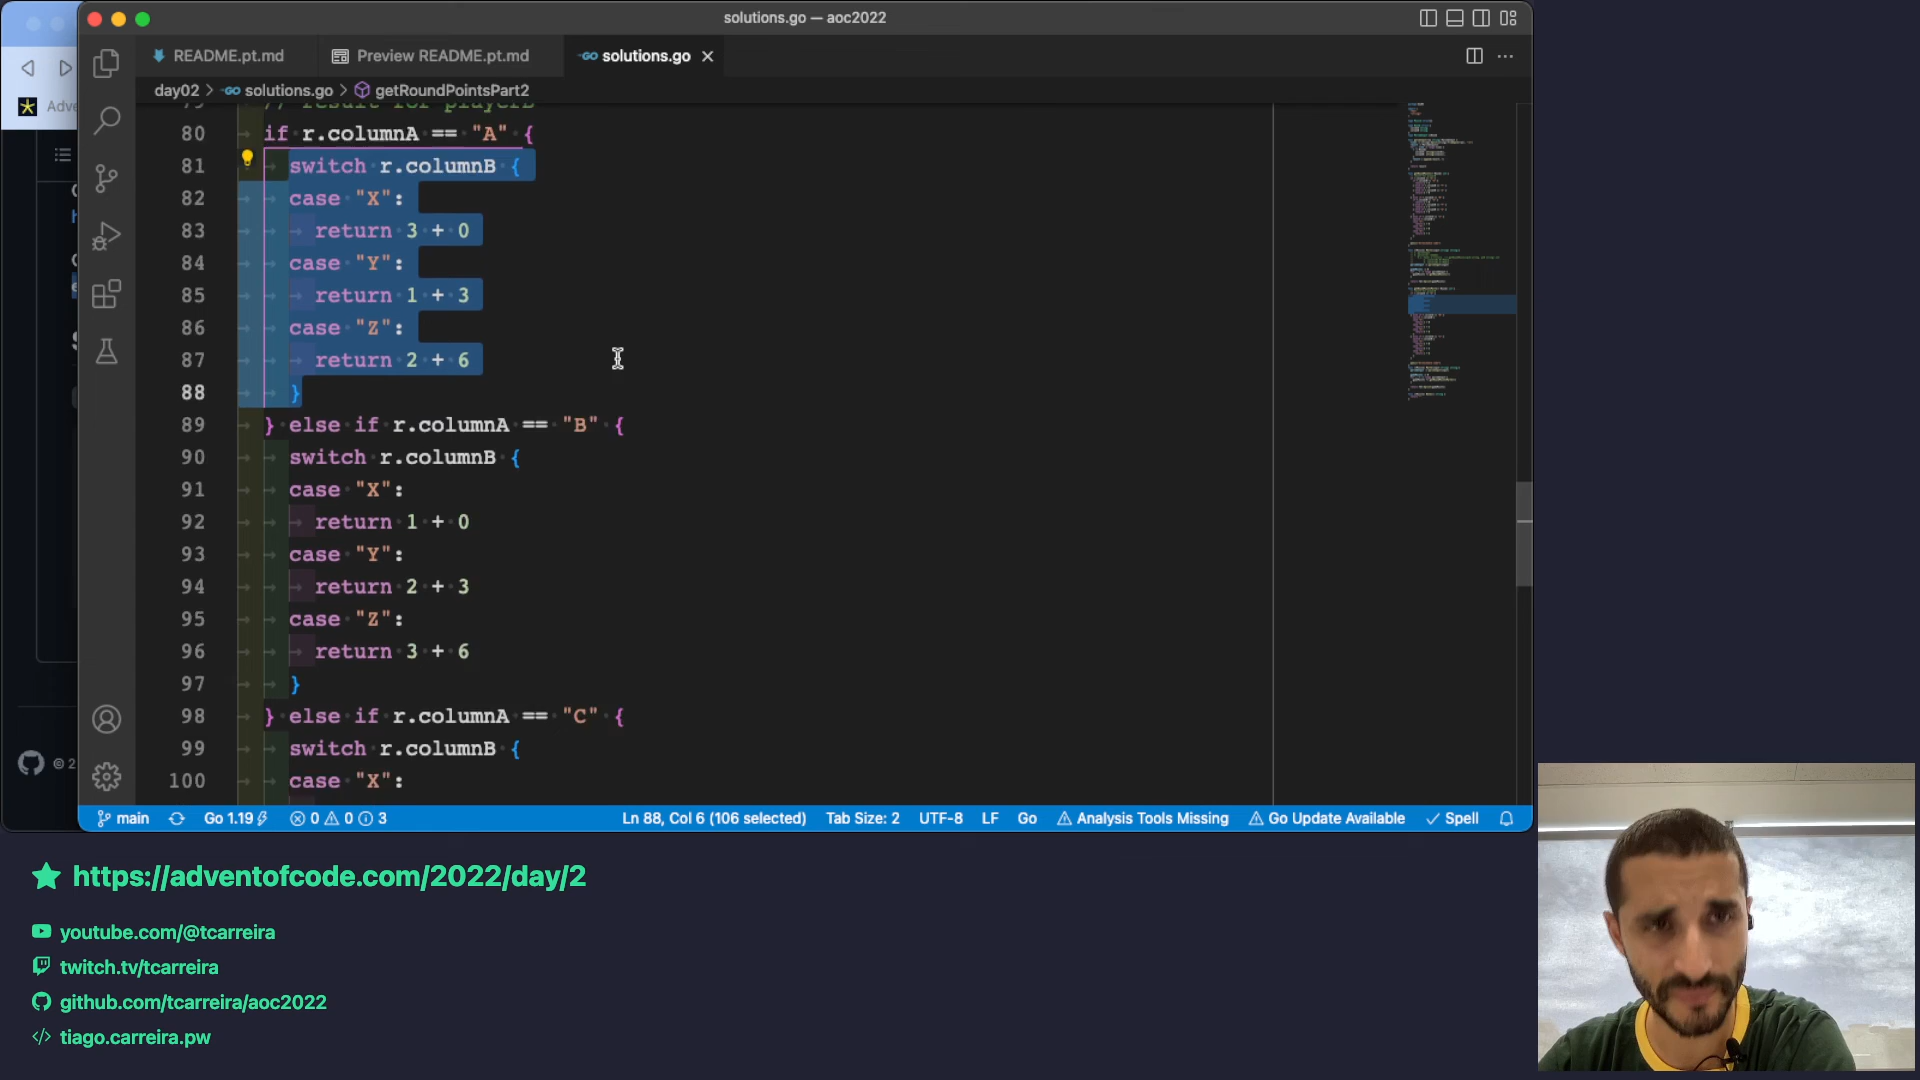 solutions.go — aoc2022
README.pt.md
Preview README.pt.md
solutions.go
Adve
day02 > solutions.go > getRoundPointsPart2
79 // result for playerB
80 if r.columnA == "A" {
81 switch r.columnB {
82 case "X":
83 return 3 + 0
84 case "Y":
85 return 1 + 3
86 case "Z":
87 return 2 + 6
88 }
89 } else if r.columnA == "B" {
90 switch r.columnB {
91 case "X":
92 return 1 + 0
93 case "Y":
94 return 2 + 3
95 case "Z":
96 return 3 + 6
97 }
98 } else if r.columnA == "C" {
99 switch r.columnB {
100 case "X":
© 2
main Go 1.19 0 0 3 Ln 88, Col 6 (106 selected) Tab Size: 2 UTF-8 LF Go Analysis Tools Missing Go Update Available Spell
https://adventofcode.com/2022/day/2
youtube.com/@tcarreira
twitch.tv/tcarreira
github.com/tcarreira/aoc2022
</> tiago.carreira.pw